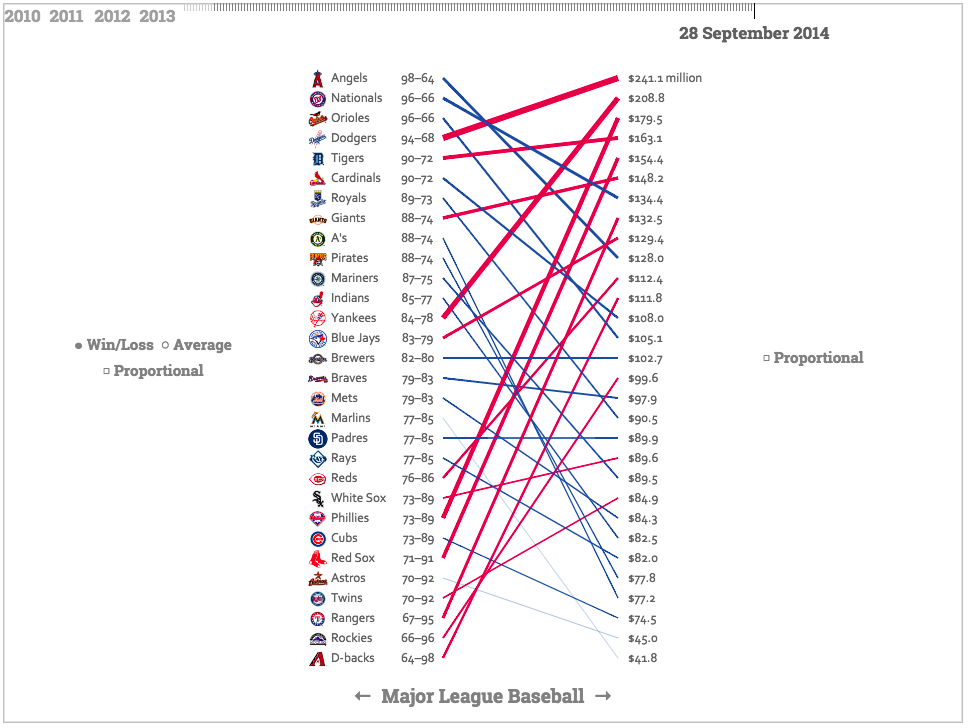 2010 2011 2012 2013
28 September 2014
Angels 98–64 $241.1 million
Nationals 96–66 $208.8
Orioles 96–66 $179.5
Dodgers 94–68 $163.1
Tigers 90–72 $154.4
Cardinals 90–72 $148.2
Royals 89–73 $134.4
Giants 88–74 $132.5
A's 88–74 $129.4
Pirates 88–74 $128.0
Mariners 87–75 $112.4
Indians 85–77 $111.8
Yankees 84–78 $108.0
Blue Jays 83–79 $105.1
Brewers 82–80 $102.7
Braves 79–83 $99.6
Mets 79–83 $97.9
Marlins 77–85 $90.5
Padres 77–85 $89.9
Rays 77–85 $89.6
Reds 76–86 $89.5
White Sox 73–89 $84.9
Phillies 73–89 $84.3
Cubs 73–89 $82.5
Red Sox 71–91 $82.0
Astros 70–92 $77.8
Twins 70–92 $77.2
Rangers 67–95 $74.5
Rockies 66–96 $45.0
D-backs 64–98 $41.8
Win/Loss Average
Proportional
Proportional
← Major League Baseball →